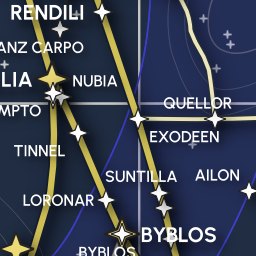 RENDILI
ANZ CARPO
LIA
NUBIA
MPTO
QUELLOR
EXODEEN
TINNEL
SUNTILLA
AILON
LORONAR
BYBLOS
BYBLOS